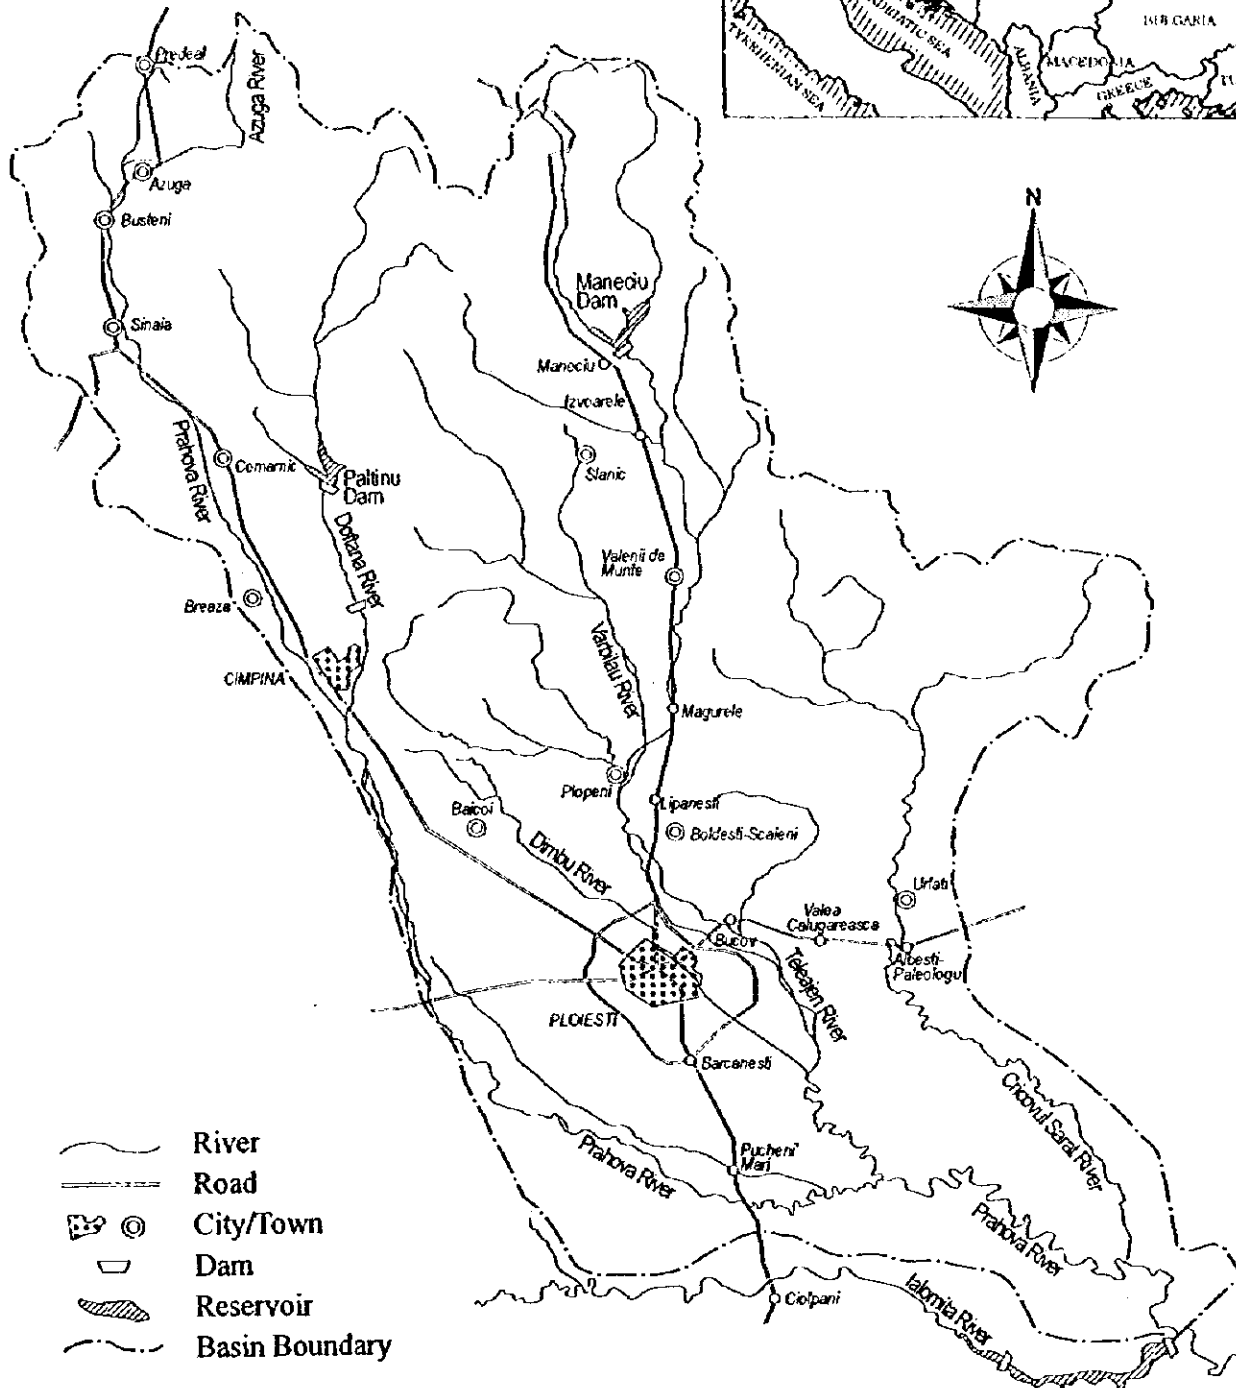 BULGARIA
ADRIATIC SEA
TYRRHENIAN SEA
ALBANIA
MACEDONIA
GREECE
TU
Predeal
Azuga River
Azuga
Busteni
N
Sinaia
Maneciu
Dam
Maneciu
Izvoarele
Prahova River
Comarnic
Slanic
Paltinu
Dam
Doftana River
Valenii de
Munte
Breaza
Varbilau River
CIMPINA
Magurele
Plopeni
Lipanesti
Baicoi
Boldesti-Scaieni
Dimbu River
Urlati
Valea
Calugareasca
Bucov
Albesti-
Paleologu
Teleajen River
PLOIESTI
Barcanesti
Cricovul Sarat River
Prahova River
Pucheni
Mari
Prahova River
Ialomita River
Ciolpani
River
Road
City/Town
Dam
Reservoir
Basin Boundary